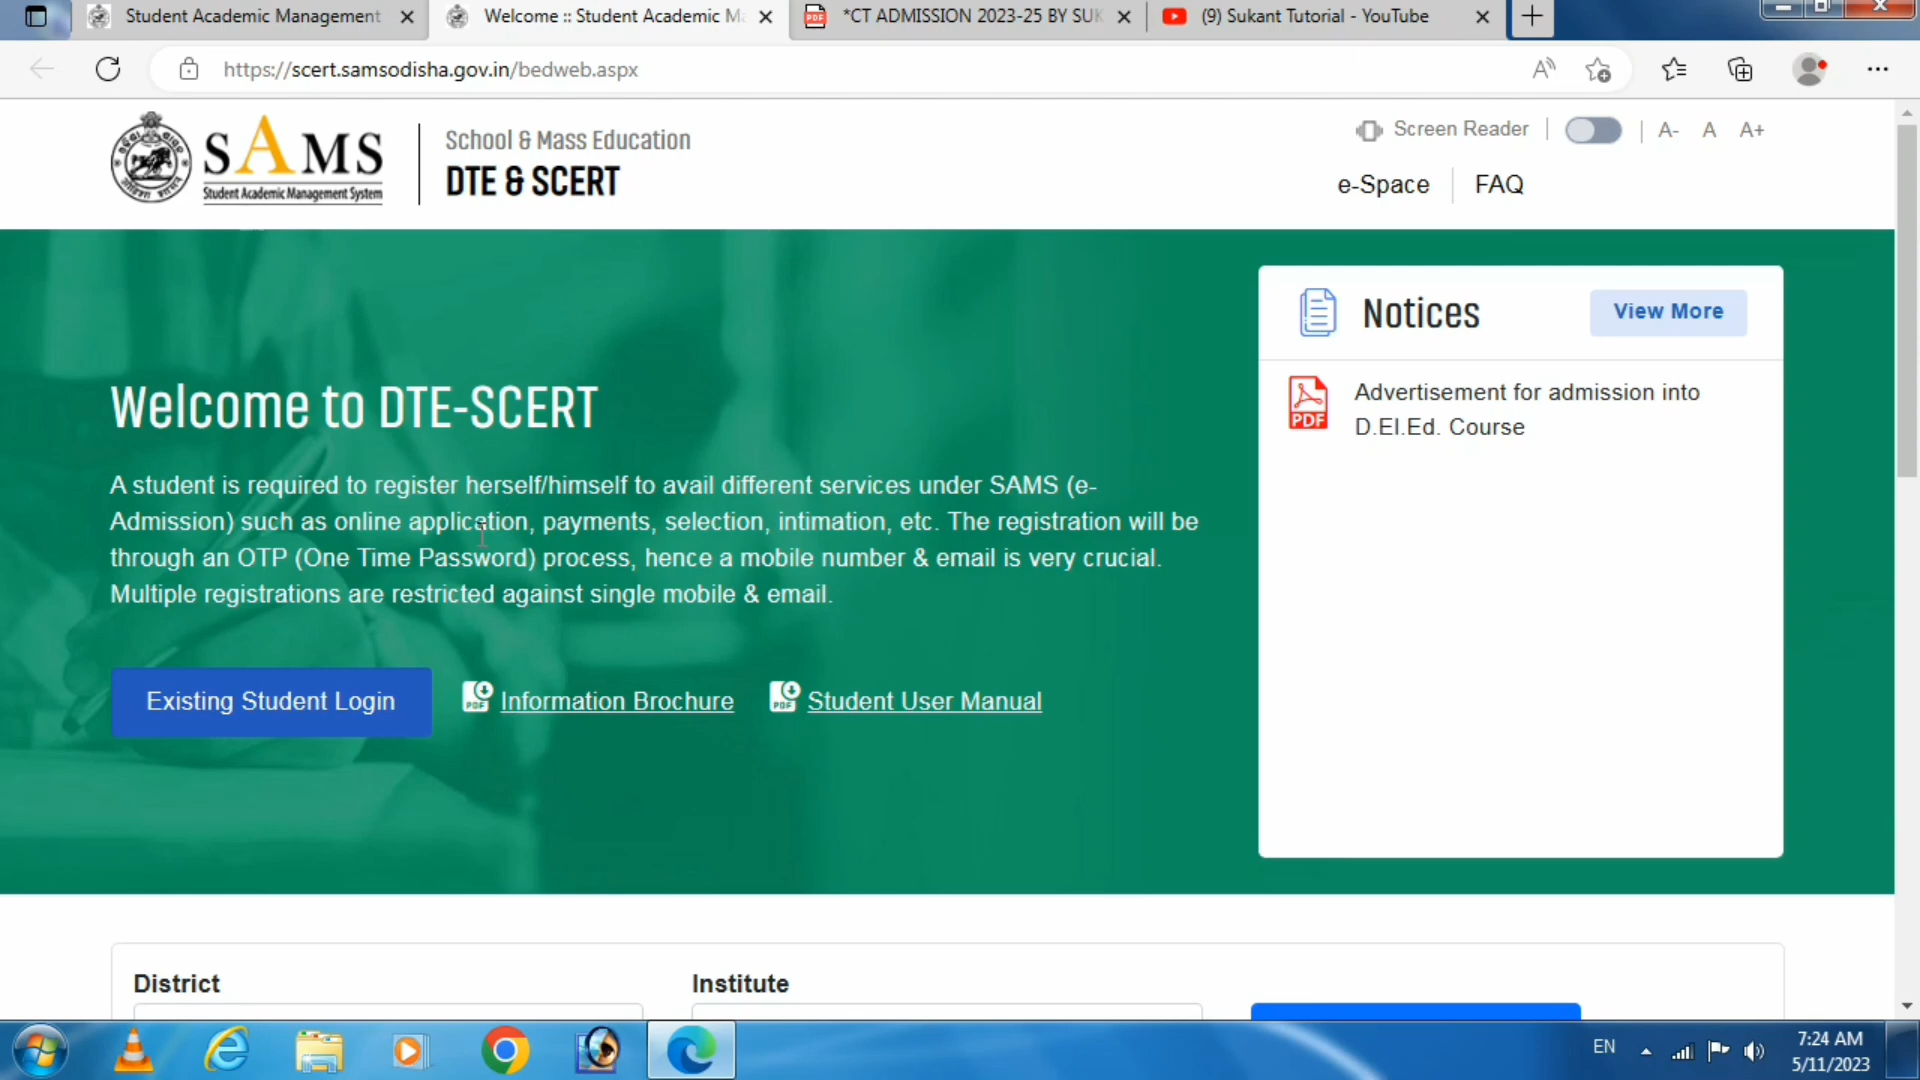 Student Academic Management
Welcome :: Student Academic Ma
*CT ADMISSION 2023-25 BY SUK
(9) Sukant Tutorial - YouTube
https://scert.samsodisha.gov.in/bedweb.aspx
SAMS
Student Academic Management System
School & Mass Education
DTE & SCERT
Screen Reader
A- A A+
e-Space FAQ
Notices
View More
PDF
Advertisement for admission into
D.El.Ed. Course
Welcome to DTE-SCERT
A student is required to register herself/himself to avail different services under SAMS (e-
Admission) such as online application, payments, selection, intimation, etc. The registration will be
through an OTP (One Time Password) process, hence a mobile number & email is very crucial.
Multiple registrations are restricted against single mobile & email.
Existing Student Login
PDF Information Brochure
PDF Student User Manual
District
Institute
EN
7:24 AM
5/11/2023